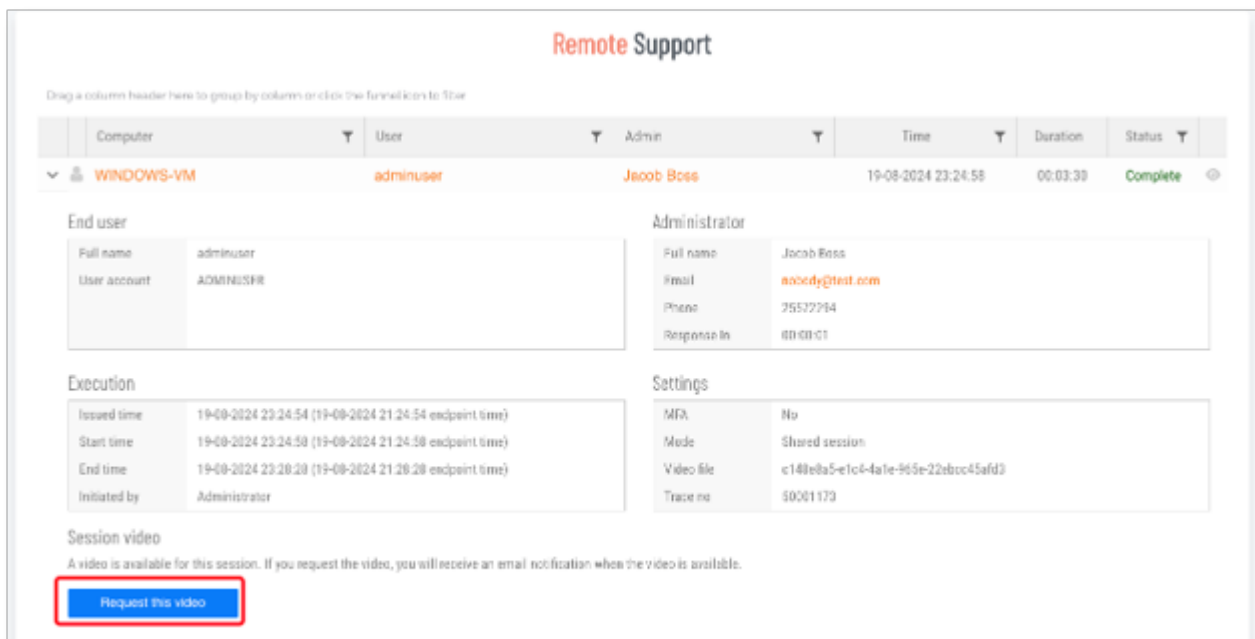 Remote Support
Drag a column header here to group by column or click the funnel icon to filter
Computer User Admin Time Duration Status
WINDOWS-VM adminuser Jacob Boss 19-08-2024 23:24:58 00:03:30 Complete
End user
Full name adminuser
User account ADMINUSER
Administrator
Full name Jacob Boss
Email nobody@test.com
Phone 25572294
Response in 00:00:01
Execution
Issued time 19-08-2024 23:24:54 (19-08-2024 21:24:54 endpoint time)
Start time 19-08-2024 23:24:58 (19-08-2024 21:24:58 endpoint time)
End time 19-08-2024 23:28:28 (19-08-2024 21:28:28 endpoint time)
Initiated by Administrator
Settings
MFA No
Mode Shared session
Video file
Trace no 50001173
Session video
A video is available for this session. If you request the video, you will receive an email notification when the video is available.
Request this video